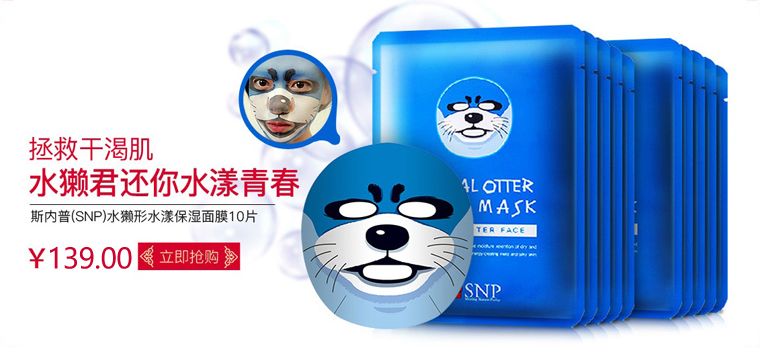 拯救干渴肌
水獭君还你水漾青春
斯内普(SNP)水獭形水漾保湿面膜10片
¥139.00
立即抢购
OTTER
MASK
FACE
SNP